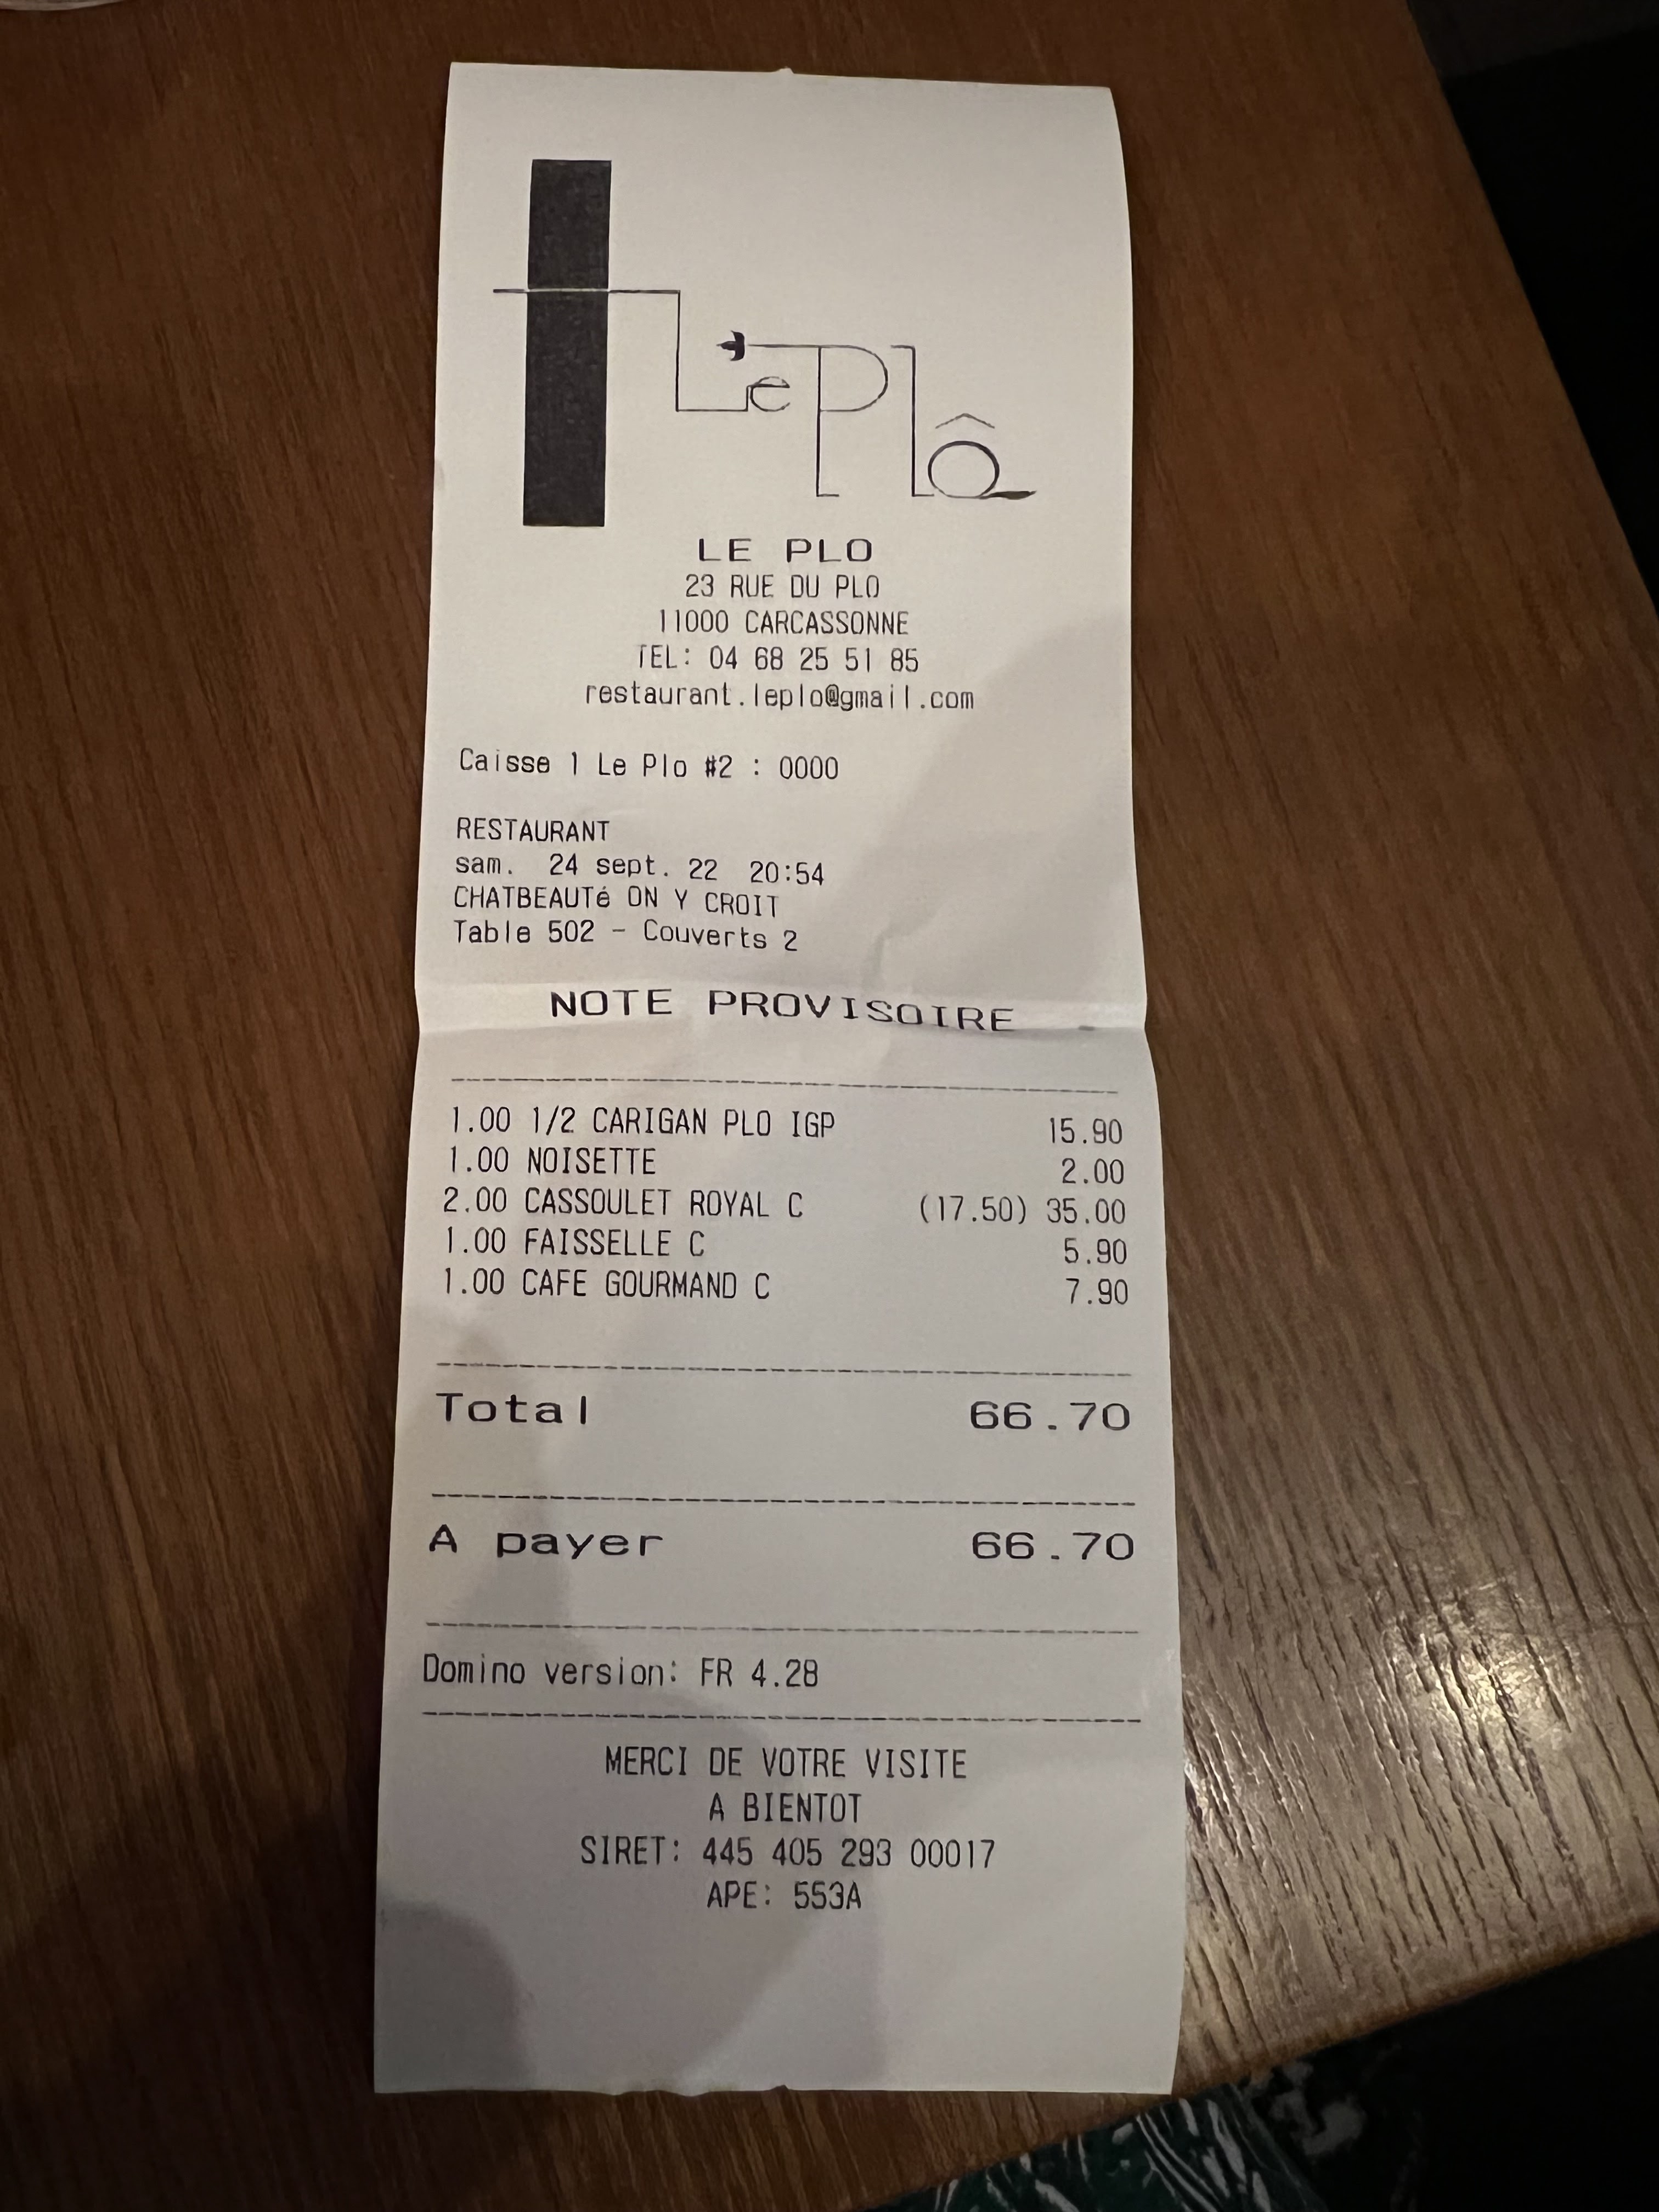 Le Plô
LE PLO
23 RUE DU PLO
11000 CARCASSONNE
TEL: 04 68 25 51 85
restaurant.leplo@gmail.com
Caisse 1 Le Plo #2 : 0000
RESTAURANT
sam. 24 sept. 22 20:54
CHATBEAUTé ON Y CROIT
Table 502 - Couverts 2
NOTE PROVISOIRE
1.00 1/2 CARIGAN PLO IGP 15.90
1.00 NOISETTE 2.00
2.00 CASSOULET ROYAL C (17.50) 35.00
1.00 FAISSELLE C 5.90
1.00 CAFE GOURMAND C 7.90
Total 66.70
A payer 66.70
Domino version: FR 4.28
MERCI DE VOTRE VISITE
A BIENTOT
SIRET: 445 405 293 00017
APE: 553A